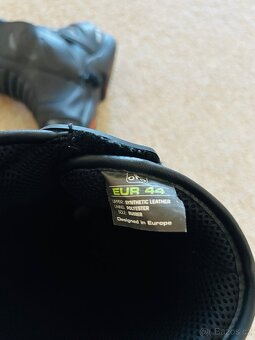 EUR 44
UPPER: SYNTHETIC LEATHER
LINING: POLYESTER
SOLE: RUBBER
Designed in Europe